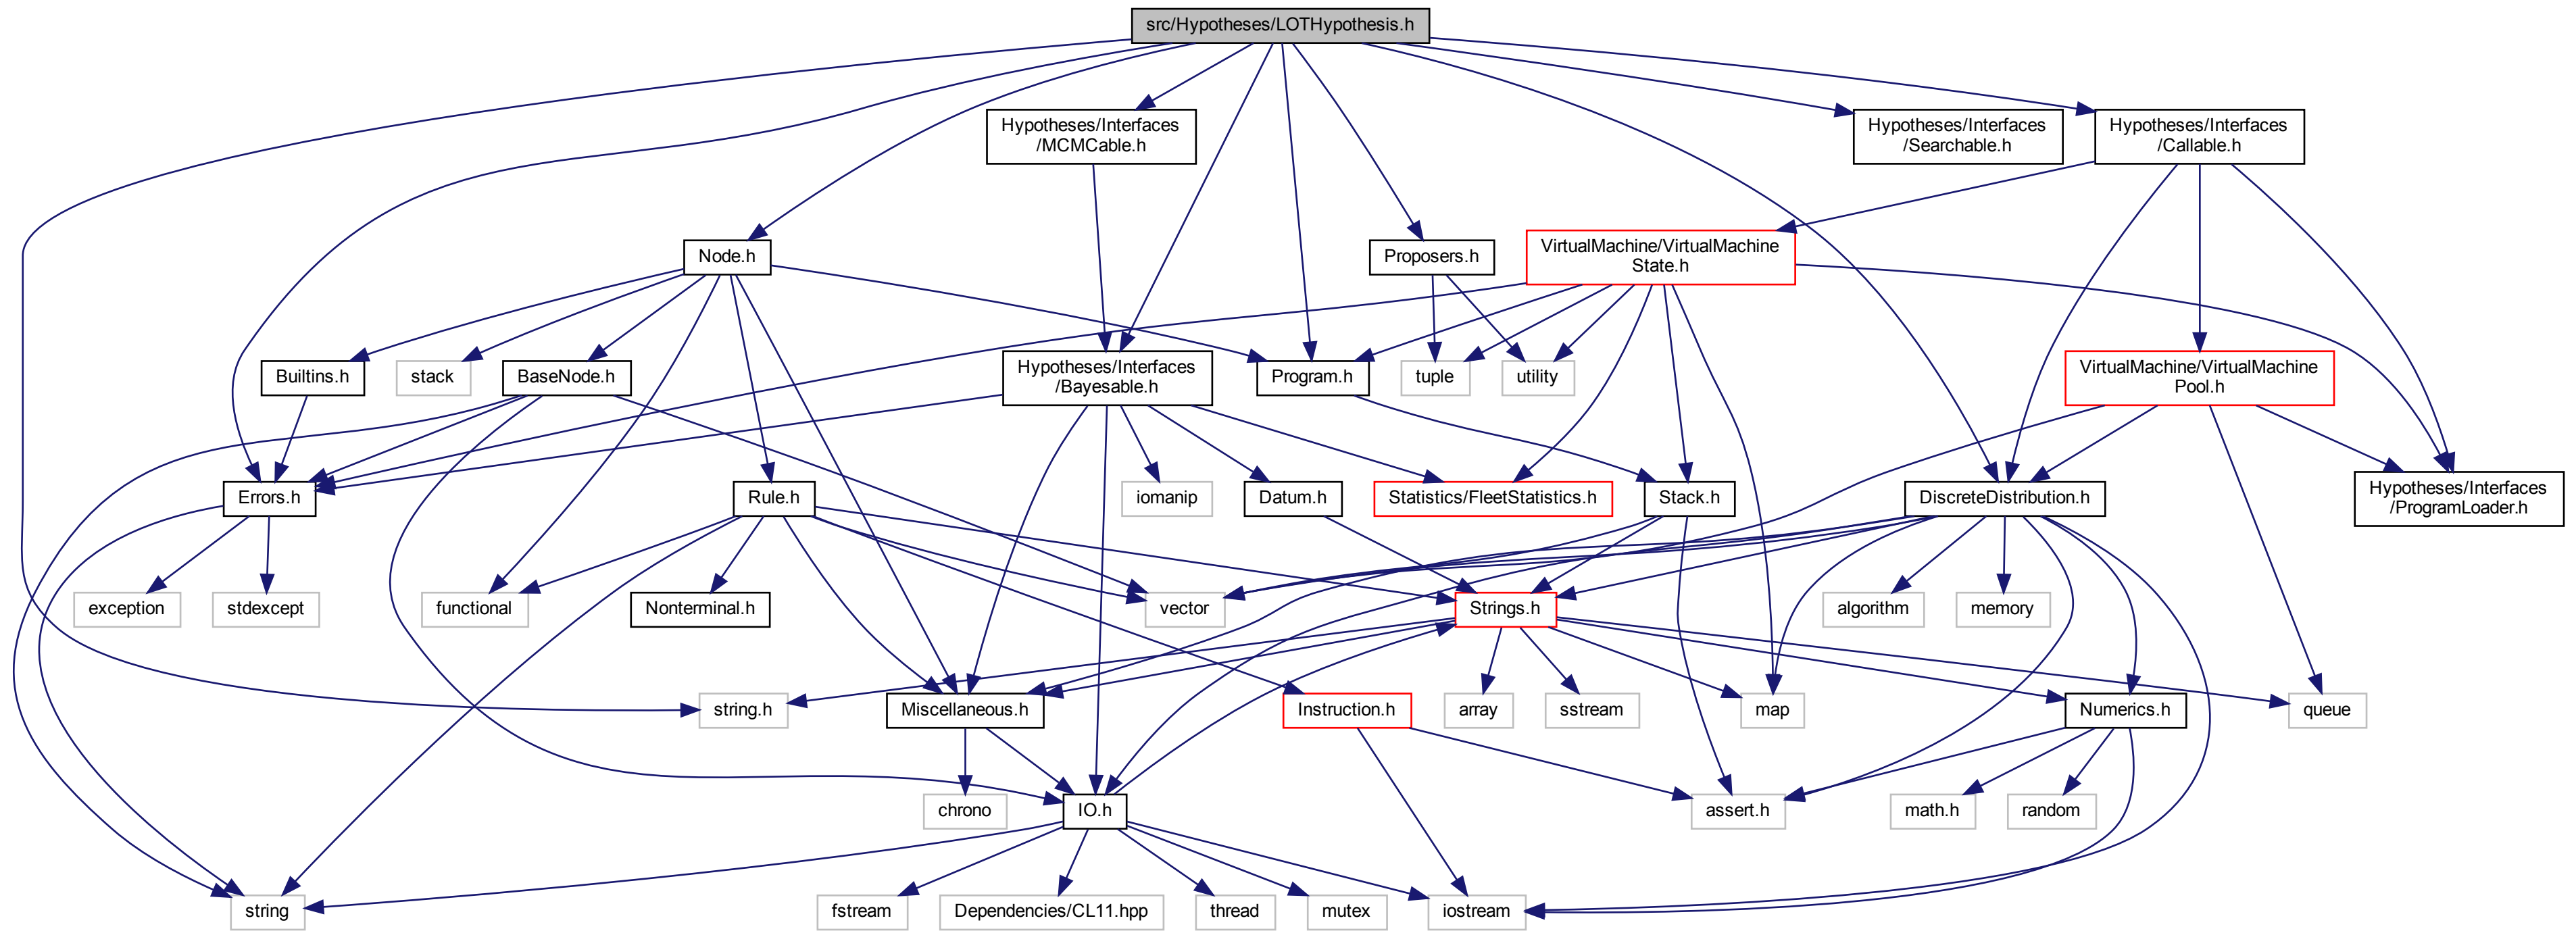 src/Hypotheses/LOTHypothesis.h
Hypotheses/Interfaces
/MCMCable.h
Hypotheses/Interfaces
/Searchable.h
Hypotheses/Interfaces
/Callable.h
Node.h
Proposers.h
VirtualMachine/VirtualMachine
State.h
Builtins.h
stack
BaseNode.h
Hypotheses/Interfaces
/Bayesable.h
Program.h
tuple
utility
VirtualMachine/VirtualMachine
Pool.h
Errors.h
Rule.h
iomanip
Datum.h
Statistics/FleetStatistics.h
Stack.h
DiscreteDistribution.h
Hypotheses/Interfaces
/ProgramLoader.h
exception
stdexcept
functional
Nonterminal.h
vector
Strings.h
algorithm
memory
string.h
Miscellaneous.h
Instruction.h
array
sstream
map
Numerics.h
queue
chrono
IO.h
assert.h
math.h
random
string
fstream
Dependencies/CL11.hpp
thread
mutex
iostream